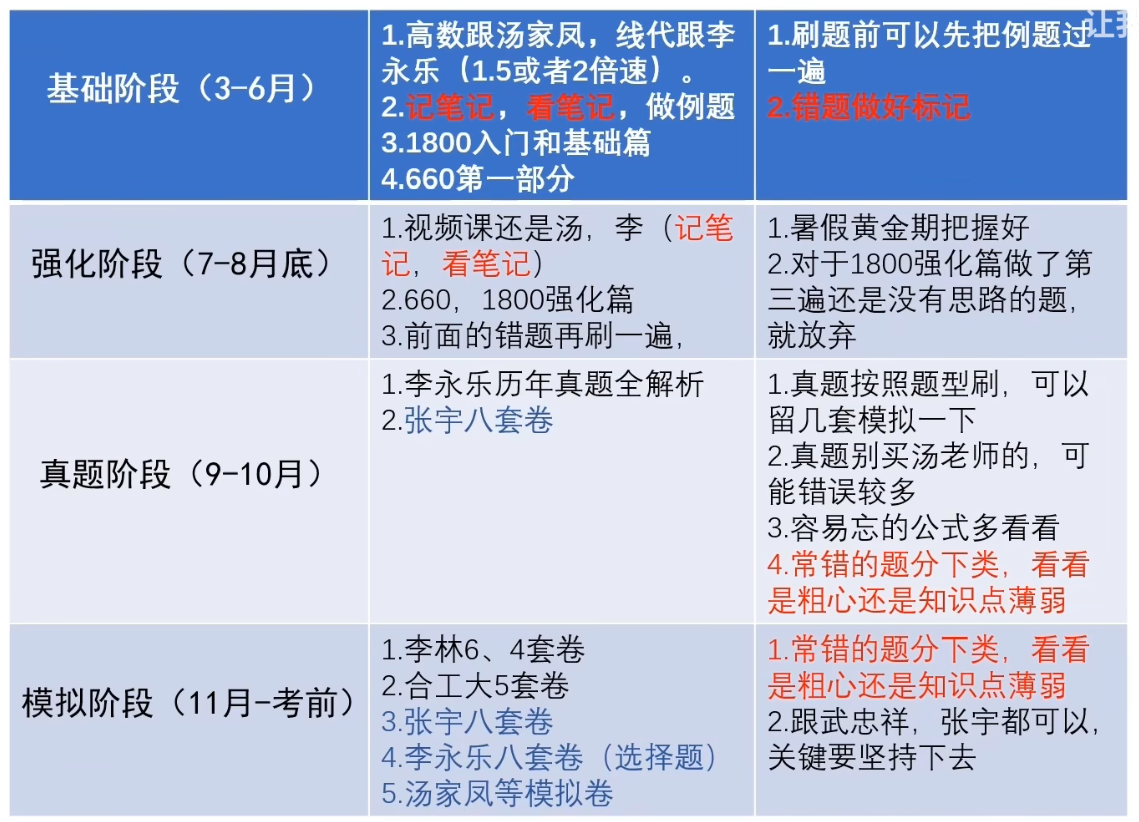 基础阶段（3-6月）
1.高数跟汤家凤，线代跟李
永乐（1.5或者2倍速）。
2.记笔记，看笔记，做例题
3.1800入门和基础篇
4.660第一部分
1.刷题前可以先把例题过
一遍
2.错题做好标记
强化阶段（7-8月底）
1.视频课还是汤，李（记笔
记，看笔记）
2.660，1800强化篇
3.前面的错题再刷一遍，
1.暑假黄金期把握好
2.对于1800强化篇做了第
三遍还是没有思路的题，
就放弃
真题阶段（9-10月）
1.李永乐历年真题全解析
2.张宇八套卷
1.真题按照题型刷，可以
留几套模拟一下
2.真题别买汤老师的，可
能错误较多
3.容易忘的公式多看看
4.常错的题分下类，看看
是粗心还是知识点薄弱
模拟阶段（11月-考前）
1.李林6、4套卷
2.合工大5套卷
3.张宇八套卷
4.李永乐八套卷（选择题）
5.汤家凤等模拟卷
1.常错的题分下类，看看
是粗心还是知识点薄弱
2.跟武忠祥，张宇都可以，
关键要坚持下去
让